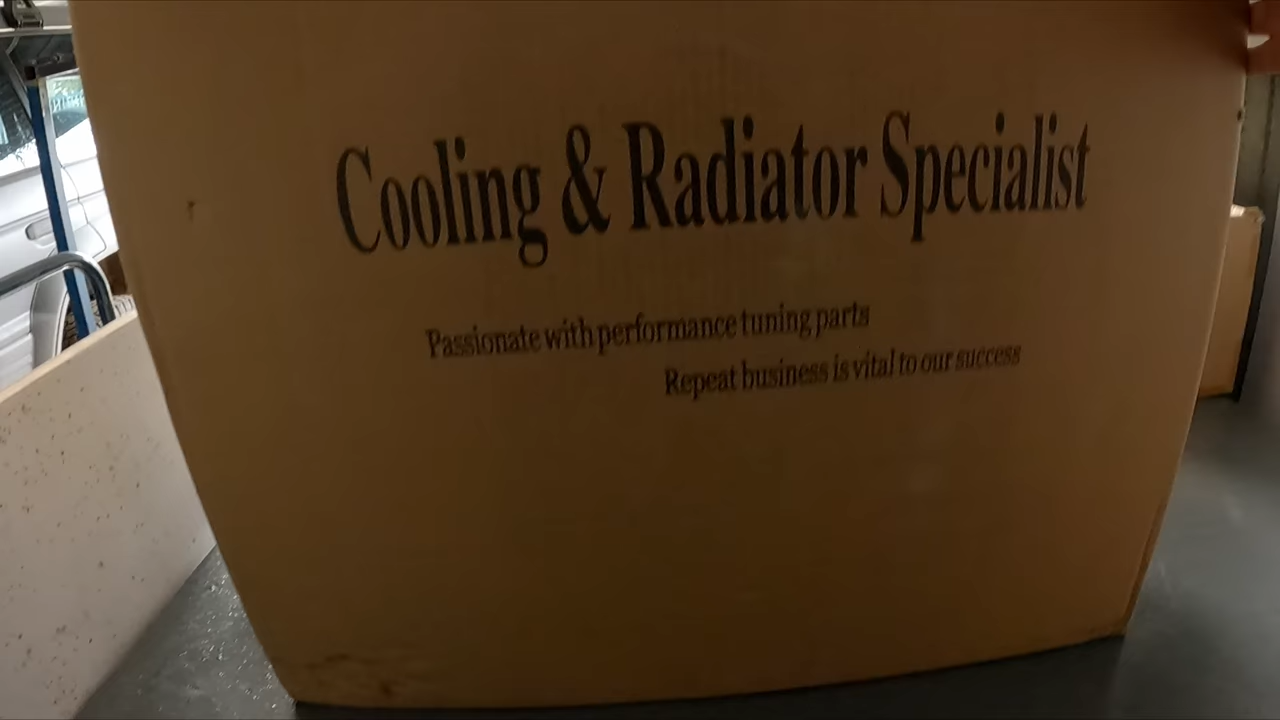 Cooling & Radiator Specialist
Passionate with performance tuning parts
Repeat business is vital to our success